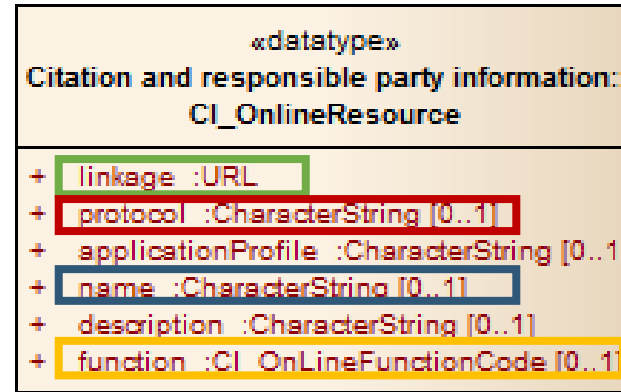 «datatype»
Citation and responsible party information::
CI_OnlineResource
+ linkage :URL
+ protocol :CharacterString [0..1]
+ applicationProfile :CharacterString [0..1
+ name :CharacterString [0..1]
+ description :CharacterString [0..1]
+ function :CI_OnLineFunctionCode [0..1]